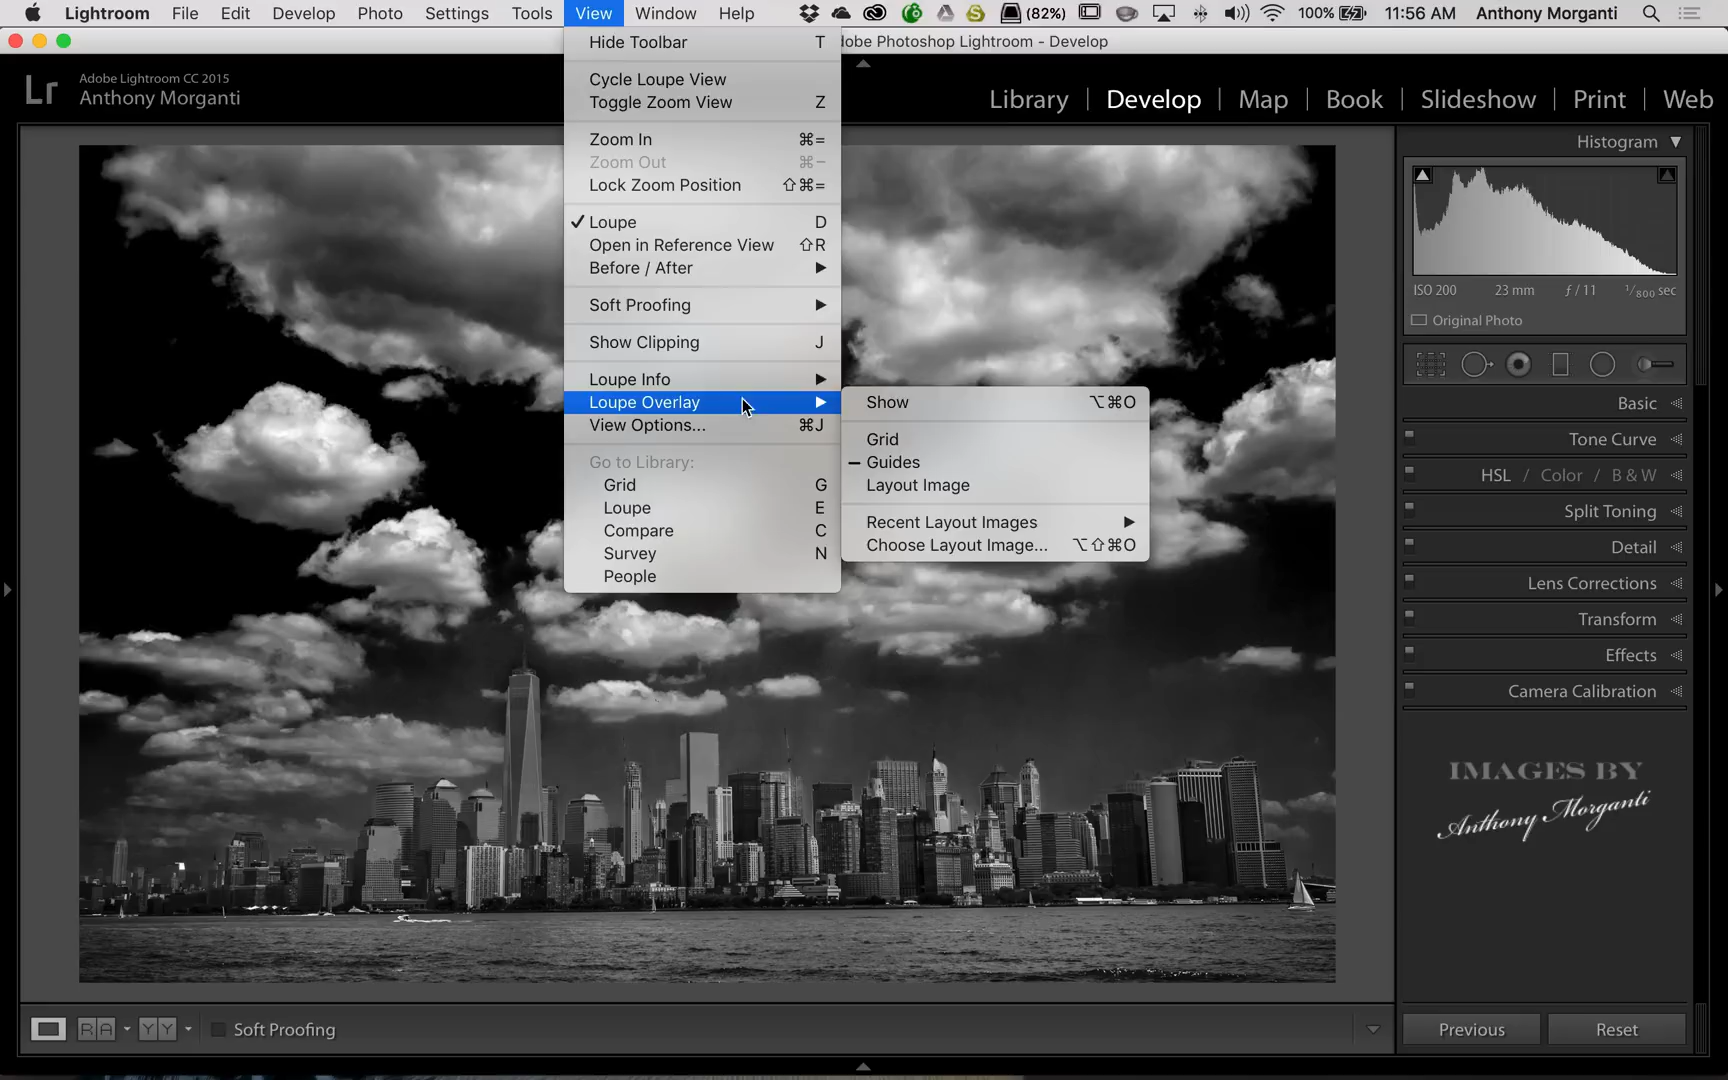 Lightroom File Edit Develop Photo Settings Tools View Window Help (82%) 100% 11:56 AM Anthony Morganti
dobe Photoshop Lightroom - Develop
Lr
Adobe Lightroom CC 2015
Anthony Morganti
Library | Develop | Map | Book | Slideshow | Print | Web
Hide Toolbar T
Cycle Loupe View
Toggle Zoom View Z
Zoom In ⌘=
Zoom Out ⌘−
Lock Zoom Position ⇧⌘=
✓ Loupe D
Open in Reference View ⇧R
Before / After ▶
Soft Proofing ▶
Show Clipping J
Loupe Info ▶
Loupe Overlay ▶
View Options... ⌘J
Go to Library:
Grid G
Loupe E
Compare C
Survey N
People
Show ⌥⌘O
Grid
– Guides
Layout Image
Recent Layout Images ▶
Choose Layout Image... ⌥⇧⌘O
Histogram ▼
ISO 200 23 mm ƒ / 11 1/800 sec
Original Photo
Basic
Tone Curve
HSL / Color / B & W
Split Toning
Detail
Lens Corrections
Transform
Effects
Camera Calibration
IMAGES BY
Anthony Morganti
R A Y Y Soft Proofing
Previous Reset